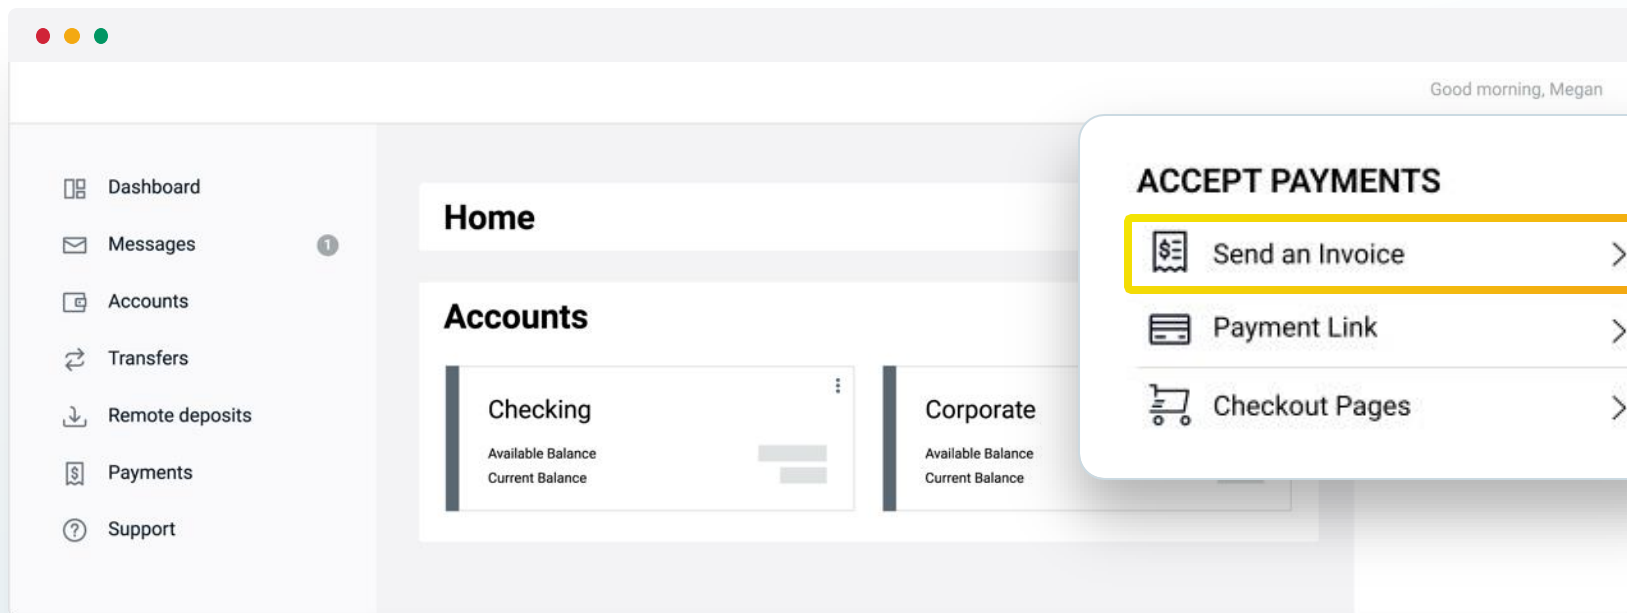 Good morning, Megan
Dashboard
Messages
1
Accounts
Transfers
Remote deposits
Payments
Support
Home
Accounts
Checking
Available Balance
Current Balance
Corporate
Available Balance
Current Balance
ACCEPT PAYMENTS
Send an Invoice
Payment Link
Checkout Pages